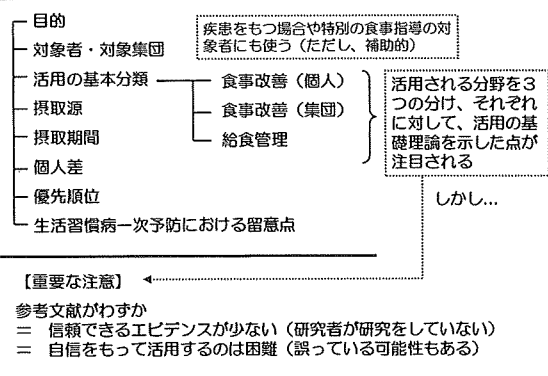 目的
疾患をもつ場合や特別の食事指導の対
象者にも使う（ただし、補助的）
対象者・対象集団
活用の基本分類
食事改善（個人）
食事改善（集団）
給食管理
活用される分野を３
つの分け、それぞれ
に対して、活用の基
礎理論を示した点が
注目される
摂取源
摂取期間
個人差
優先順位
生活習慣病一次予防における留意点
しかし...
【重要な注意】
参考文献がわずか
＝ 信頼できるエビデンスが少ない（研究者が研究をしていない）
＝ 自信をもって活用するのは困難（誤っている可能性もある）